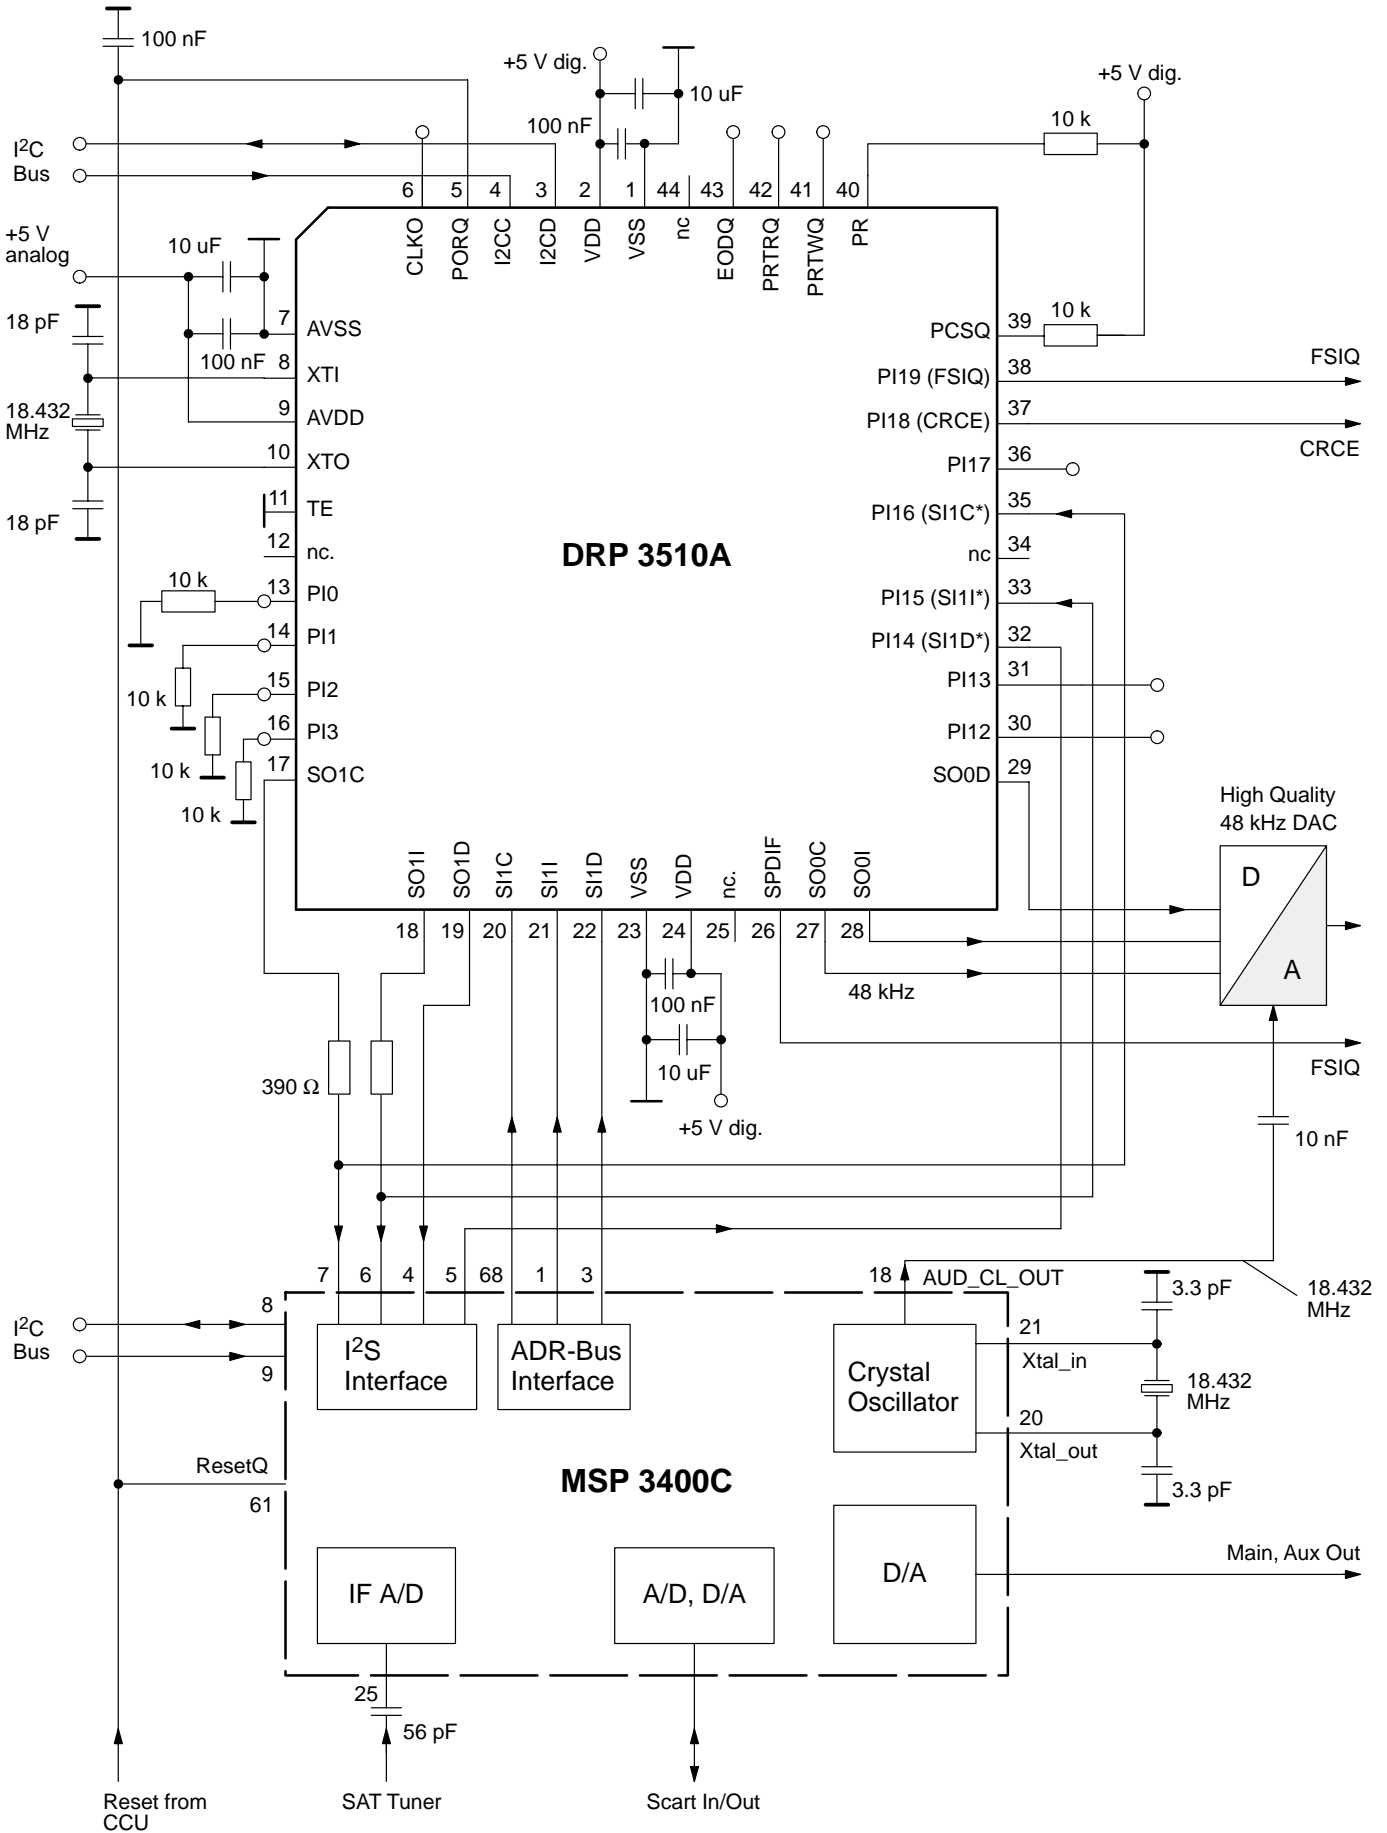 100 nF
+5 V dig.
10 uF
100 nF
+5 V dig.
10 k
I²C
Bus
6
5
4
3
2
1
44
43
42
41
40
CLKO
PORQ
I2CC
I2CD
VDD
VSS
nc
EODQ
PRTRQ
PRTWQ
PR
+5 V
analog
10 uF
100 nF
18 pF
18.432
MHz
18 pF
7
AVSS
8
XTI
9
AVDD
10
XTO
11
TE
12
nc.
10 k
13
PI0
14
PI1
10 k
15
PI2
10 k
16
PI3
10 k
17
SO1C
DRP 3510A
PCSQ
39
10 k
PI19 (FSIQ)
38
FSIQ
PI18 (CRCE)
37
CRCE
PI17
36
PI16 (SI1C*)
35
nc
34
PI15 (SI1I*)
33
PI14 (SI1D*)
32
PI13
31
PI12
30
SO0D
29
High Quality
48 kHz DAC
D
A
SO1I
SO1D
SI1C
SI1I
SI1D
VSS
VDD
nc.
SPDIF
SO0C
SO0I
18
19
20
21
22
23
24
25
26
27
28
48 kHz
100 nF
10 uF
+5 V dig.
390 Ω
FSIQ
10 nF
7
6
4
5
68
1
3
18
AUD_CL_OUT
18.432
MHz
I²C
Bus
8
9
I²S
Interface
ADR-Bus
Interface
Crystal
Oscillator
21
Xtal_in
20
Xtal_out
3.3 pF
18.432
MHz
3.3 pF
ResetQ
61
MSP 3400C
IF A/D
A/D, D/A
D/A
Main, Aux Out
25
56 pF
Reset from
CCU
SAT Tuner
Scart In/Out